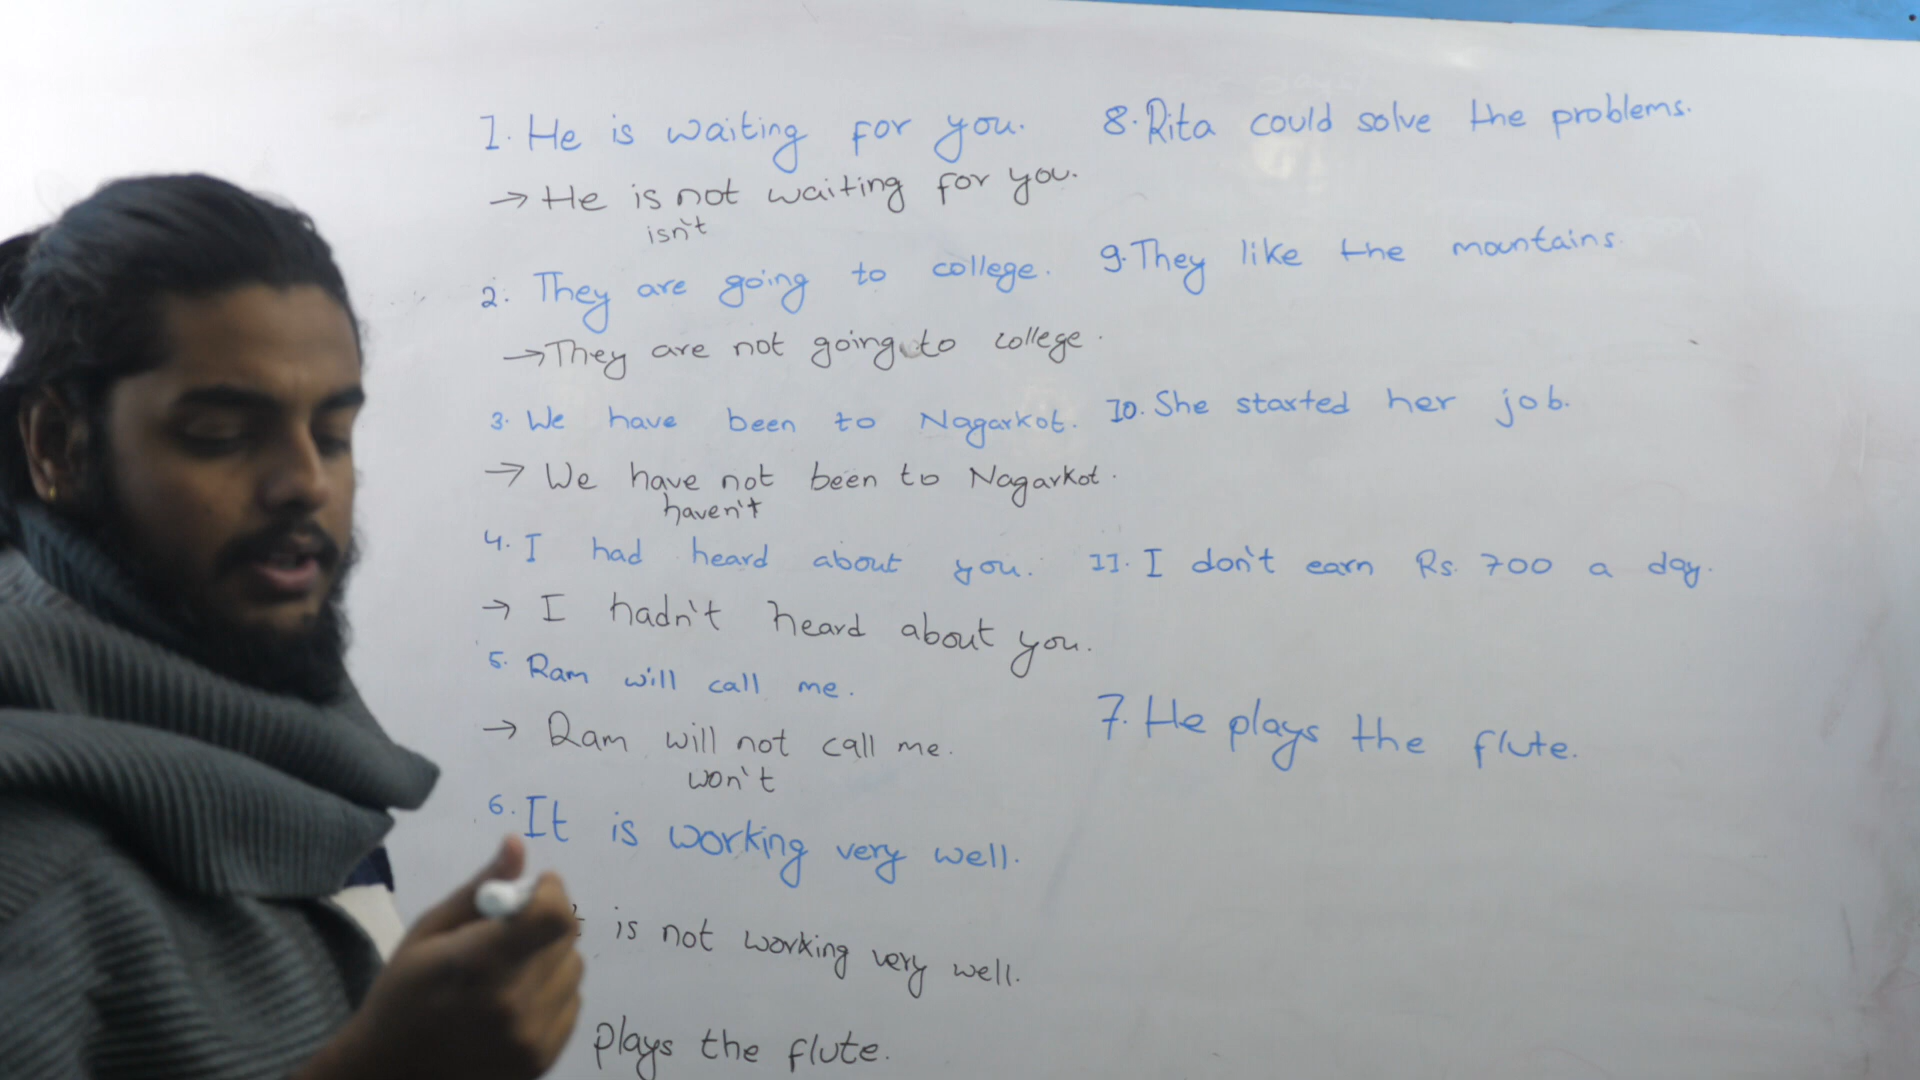 1. He is waiting for you.
→ He is not waiting for you.
isn't
2. They are going to college.
→ They are not going to college.
3. We have been to Nagarkot.
→ We have not been to Nagarkot.
haven't
4. I had heard about you.
→ I hadn't heard about you.
5. Ram will call me.
→ Ram will not call me.
won't
6. It is working very well.
is not working very well.
plays the flute.
8. Rita could solve the problems.
9. They like the mountains.
10. She started her job.
11. I don't earn Rs. 700 a day.
7. He plays the flute.